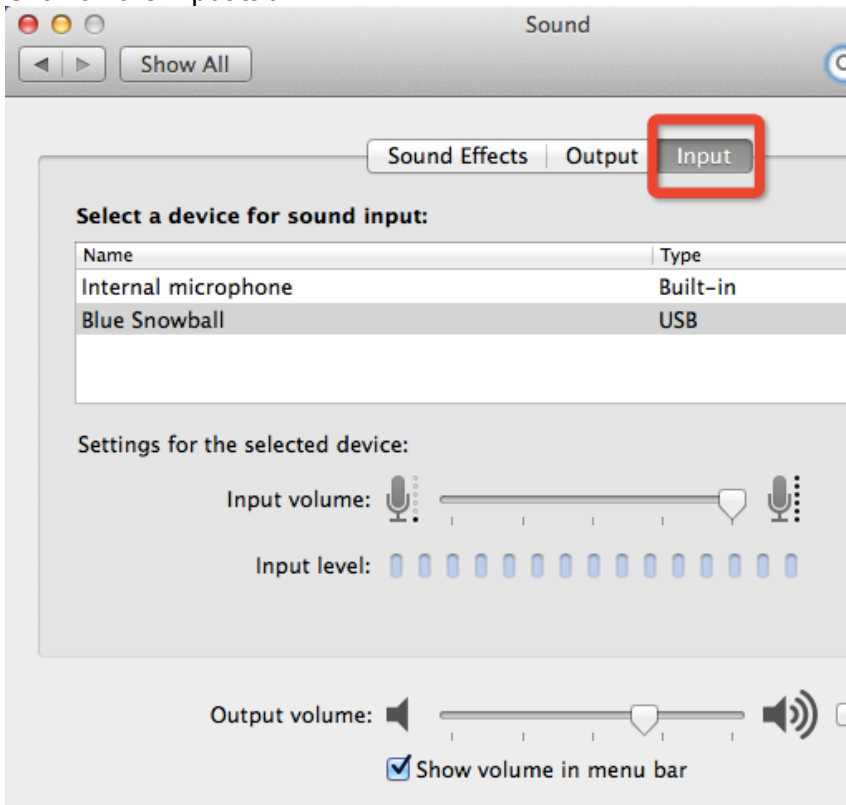 Sound
Show All
Sound Effects Output Input
Select a device for sound input:
Name Type
Internal microphone Built-in
Blue Snowball USB
Settings for the selected device:
Input volume:
Input level:
Output volume:
Show volume in menu bar